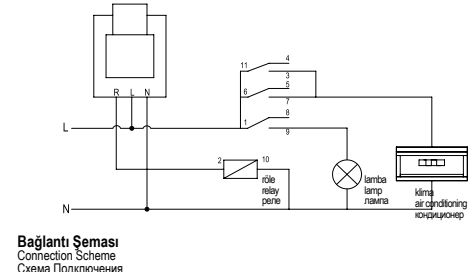 4
11
3
5
6
7
8
1
9
R L N
L
2 10
röle
relay
реле
lamba
lamp
лампа
klima
air conditioning
кондиционер
N
Bağlantı Şeması
Connection Scheme
Схема Подключения